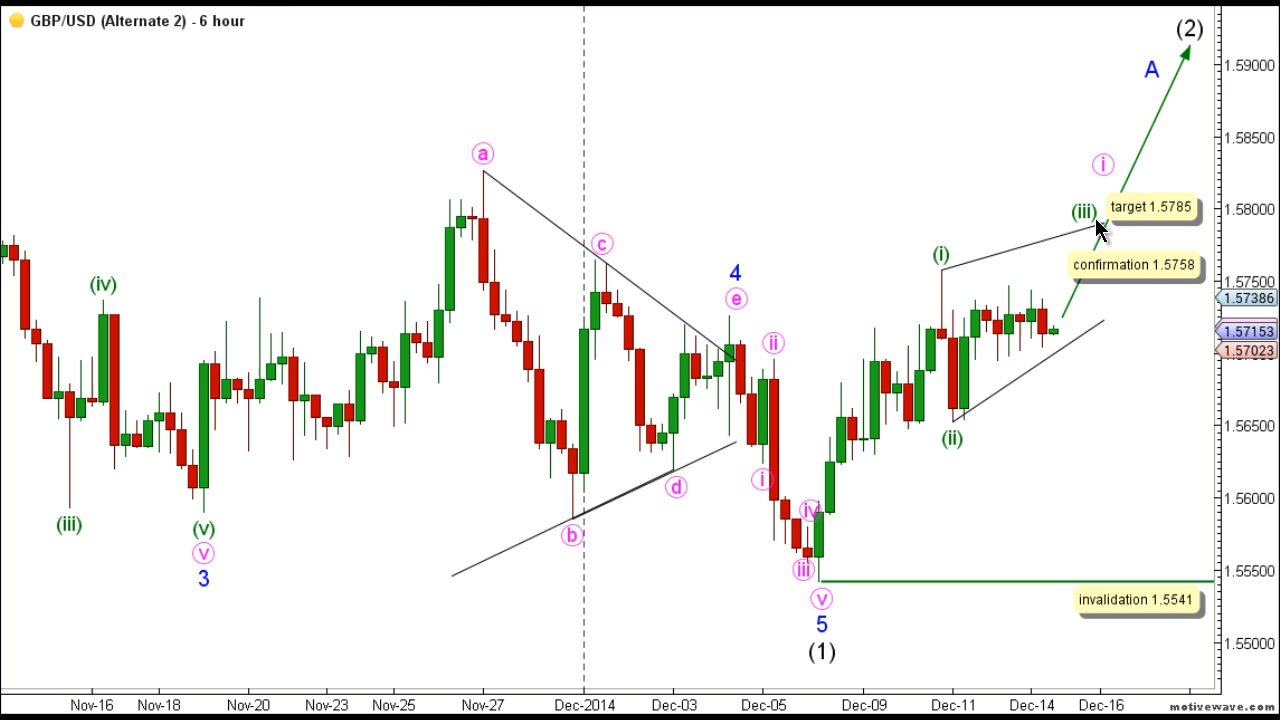 GBP/USD (Alternate 2) - 6 hour
(2)
1.59000
A
1.58500
ⓐ
ⓘ
(iii)
target 1.5785
1.58000
ⓒ
(i)
confirmation 1.5758
4
(iv)
1.57500
ⓔ
1.57386
ii
1.57153
1.57023
(ii)
1.56500
i
ⓓ
1.56000
iv
(iii)
(v)
ⓑ
ⓥ
iii
1.55500
3
ⓥ
invalidation 1.5541
5
(1)
1.55000
Nov-16 Nov-18 Nov-20 Nov-23 Nov-25 Nov-27 Dec-2014 Dec-03 Dec-05 Dec-09 Dec-11 Dec-14 Dec-16
motivewave.com